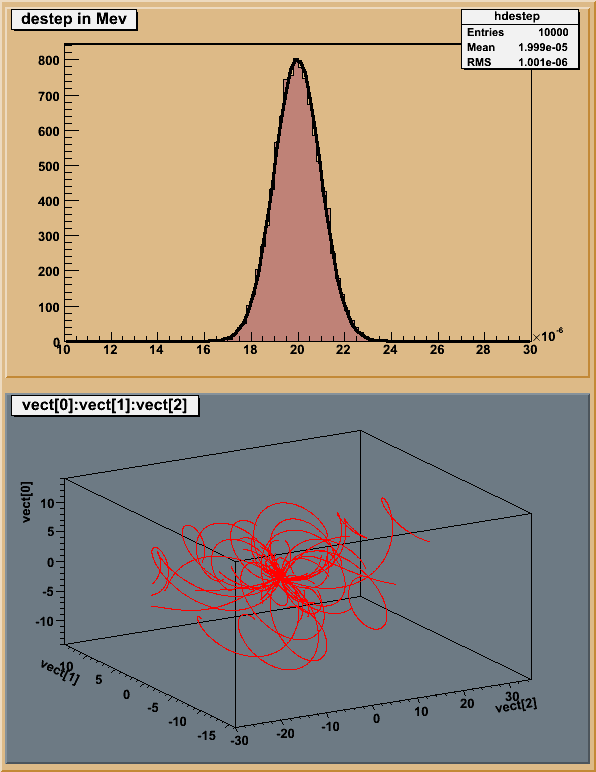 destep in Mev
hdestep
Entries 10000
Mean 1.999e-05
RMS 1.001e-06
800
700
600
500
400
300
200
100
0
10 12 14 16 18 20 22 24 26 28 30
×10-6
vect[0]:vect[1]:vect[2]
vect[0]
10
5
0
-5
-10
vect[1]
10 5 0 -5 -10 -15
-30 -20 -10 0 10 20 30
vect[2]